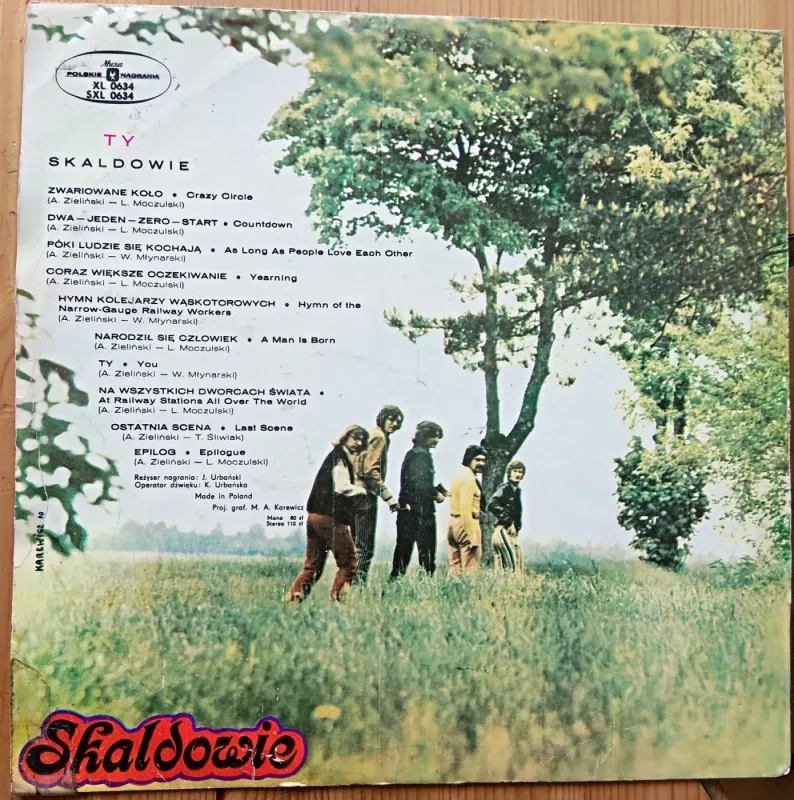 Muza
POLSKIE NAGRANIA
XL 0634
SXL 0634
TY
SKALDOWIE
ZWARIOWANE KOŁO • Crazy Circle
(A. Zieliński — L. Moczulski)
DWA—JEDEN—ZERO—START • Countdown
(A. Zieliński — L. Moczulski)
PÓKI LUDZIE SIĘ KOCHAJĄ • As Long As People Love Each Other
(A. Zieliński — W. Młynarski)
CORAZ WIĘKSZE OCZEKIWANIE • Yearning
(A. Zieliński — L. Moczulski)
HYMN KOLEJARZY WĄSKOTOROWYCH • Hymn of the
Narrow-Gauge Railway Workers
(A. Zieliński — W. Młynarski)
NARODZIŁ SIĘ CZŁOWIEK • A Man Is Born
(A. Zieliński — L. Moczulski)
TY • You
(A. Zieliński — W. Młynarski)
NA WSZYSTKICH DWORCACH ŚWIATA •
At Railway Stations All Over The World
(A. Zieliński — L. Moczulski)
OSTATNIA SCENA • Last Scene
(A. Zieliński — T. Śliwiak)
EPILOG • Epilogue
(A. Zieliński — L. Moczulski)
Reżyser nagrania: J. Urbański
Operator dźwięku: K. Urbańska
Made in Poland
Proj. graf. M. A. Karewicz
Mono 80 zł
Stereo 110 zł
KAREWICZ
Skaldowie